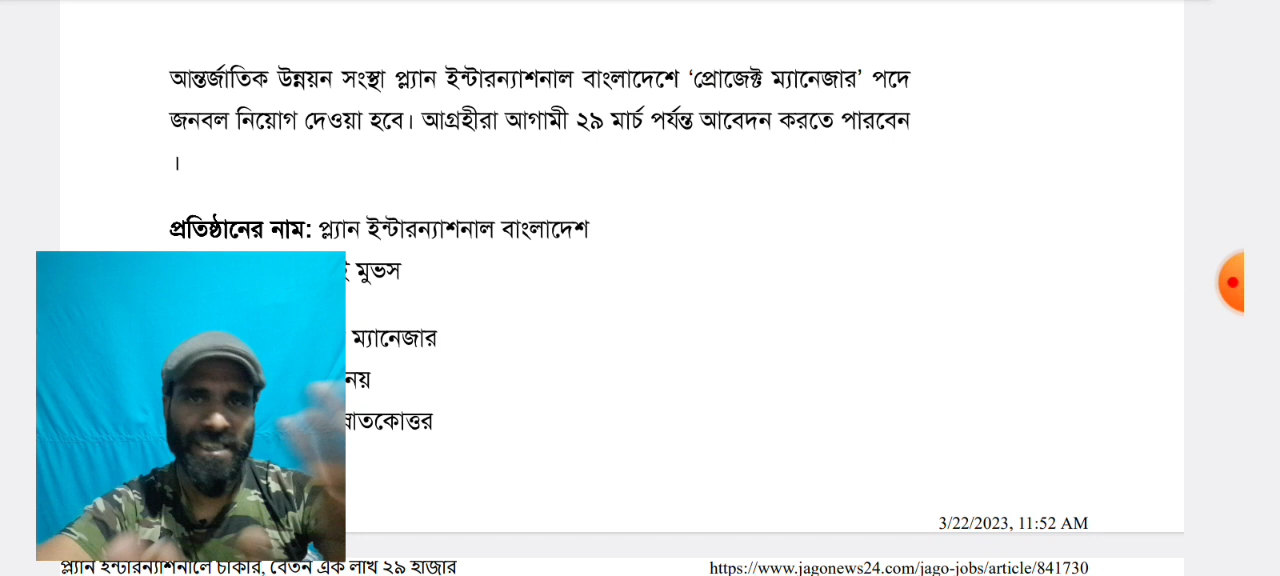 আন্তর্জাতিক উন্নয়ন সংস্থা প্ল্যান ইন্টারন্যাশনাল বাংলাদেশে ‘প্রোজেক্ট ম্যানেজার’ পদে
জনবল নিয়োগ দেওয়া হবে। আগ্রহীরা আগামী ২৯ মার্চ পর্যন্ত আবেদন করতে পারবেন
।
প্রতিষ্ঠানের নাম: প্ল্যান ইন্টারন্যাশনাল বাংলাদেশ
মুভস
ম্যানেজার
নয়
স্নাতকোত্তর
3/22/2023, 11:52 AM
প্ল্যান ইন্টারন্যাশনালে চাকরি, বেতন এক লাখ ২৯ হাজার
https://www.jagonews24.com/jago-jobs/article/841730